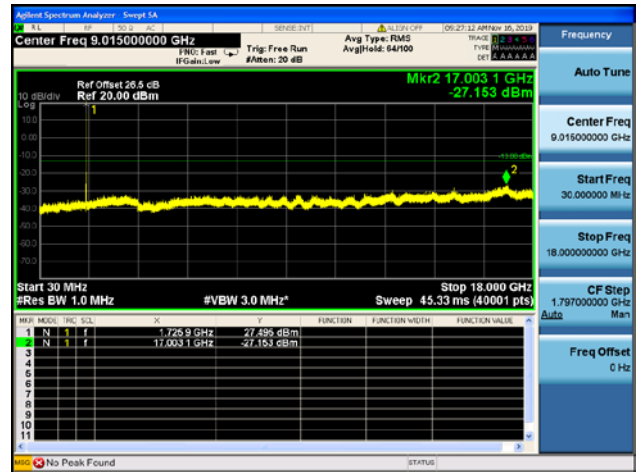 Agilent Spectrum Analyzer - Swept SA
RL RF 50 Ω AC SENSE:INT ALIGN OFF 05:27:12 AM Nov 16, 2019
Center Freq 9.015000000 GHz
PNO: Fast
IFGain:Low
Trig: Free Run
#Atten: 20 dB
Avg Type: RMS
Avg|Hold: 64/100
TRACE 1 2 3 4 5 6
TYPE
DET A A A A A A
Ref Offset 26.5 dB
Ref 20.00 dBm
10 dB/div
Log
Mkr2 17.003 1 GHz
-27.153 dBm
1
10.0
0.00
-10.0
-13.00 dBm
2
-20.0
-30.0
-40.0
-50.0
-60.0
-70.0
Start 30 MHz
Stop 18.000 GHz
#Res BW 1.0 MHz
#VBW 3.0 MHz*
Sweep 45.33 ms (40001 pts)
MKR MODE TRC SCL X Y FUNCTION FUNCTION WIDTH FUNCTION VALUE
1 N 1 f 1.725 9 GHz 27.495 dBm
2 N 1 f 17.003 1 GHz -27.153 dBm
3
4
5
6
7
8
9
10
11
MSG No Peak Found
STATUS
Frequency
Auto Tune
Center Freq
9.015000000 GHz
Start Freq
30.000000 MHz
Stop Freq
18.000000000 GHz
CF Step
1.797000000 GHz
Auto Man
Freq Offset
0 Hz